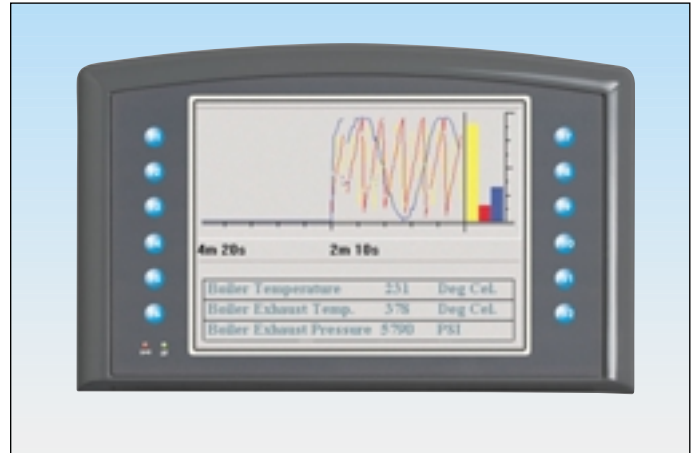 4m 20s 2m 10s
Boiler Temperature 231 Deg Cel.
Boiler Exhaust Temp. 378 Deg Cel.
Boiler Exhaust Pressure 5790 PSI